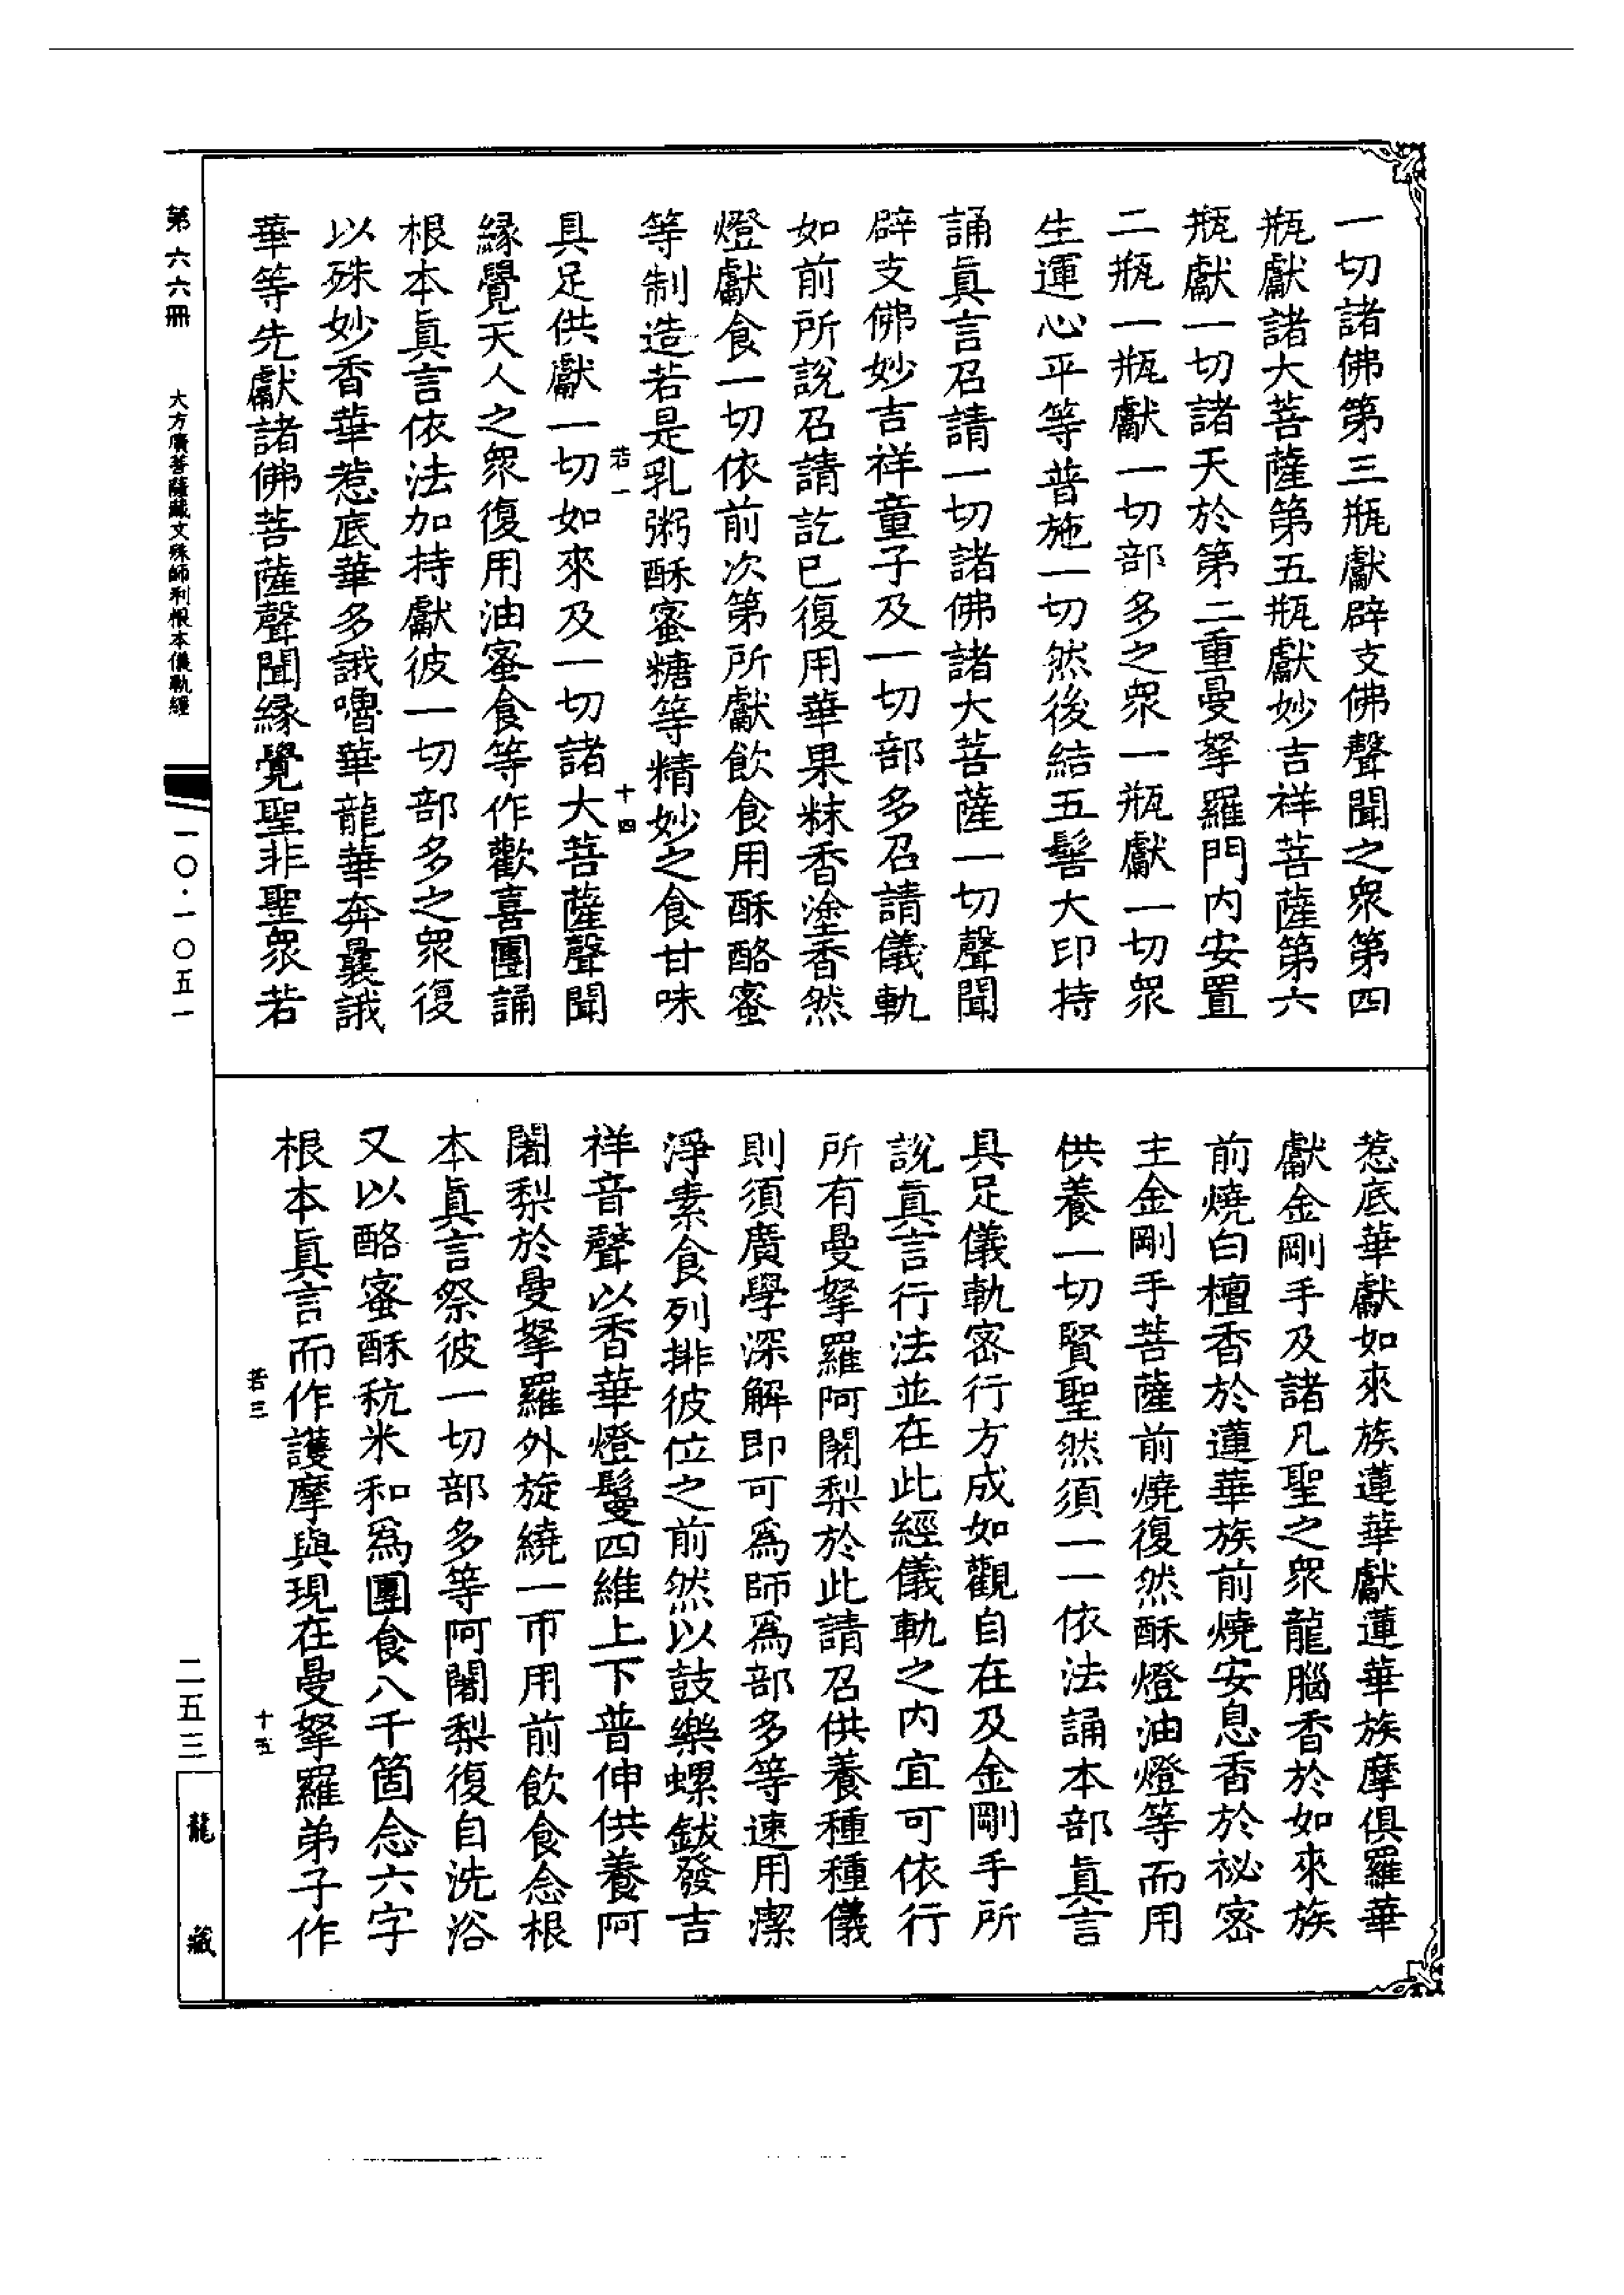 一切諸佛第三瓶獻辟支佛聲聞之眾第四
瓶獻諸大菩薩第五瓶獻妙吉祥菩薩第六
瓶獻一切諸天於第二重曼拏羅門內安置
二瓶一瓶獻一切部多之眾一瓶獻一切眾
生運心平等普施一切然後結五髻大印持
誦真言召請一切諸佛諸大菩薩一切聲聞
辟支佛妙吉祥童子及一切部多召請儀軌
如前所說召請訖已復用華果粖香塗香然
燈獻食一切依前次第所獻飲食用酥酪蜜
等制造若是乳粥酥蜜糖等精妙之食甘味
若一
十四
具足供獻一切如來及一切諸大菩薩聲聞
緣覺天人之眾復用油蜜食等作歡喜團誦
根本真言依法加持獻彼一切部多之眾復
以殊妙香華惹底華多誐嚕華龍華奔曩誐
華等先獻諸佛菩薩聲聞緣覺聖非聖眾若
惹底華獻如來族蓮華獻蓮華族摩俱羅華
獻金剛手及諸凡聖之眾龍腦香於如來族
前燒白檀香於蓮華族前燒安息香於祕密
主金剛手菩薩前燒復然酥燈油燈等而用
供養一切賢聖然須一一依法誦本部真言
具足儀軌密行方成如觀自在及金剛手所
說真言行法並在此經儀軌之內宜可依行
所有曼拏羅阿闍梨於此請召供養種種儀
則須廣學深解即可為師為部多等速用潔
淨素食列排彼位之前然以鼓樂螺鈸發吉
祥音聲以香華燈鬘四維上下普伸供養阿
闍梨於曼拏羅外旋繞一帀用前飲食念根
本真言祭彼一切部多等阿闍梨復自洗浴
又以酪蜜酥秔米和為團食八千箇念六字
根本真言而作護摩與現在曼拏羅弟子作
若三
十五
第六六冊
大方廣菩薩藏文殊師利根本儀軌經
一〇·一〇五一
二五三
龍藏